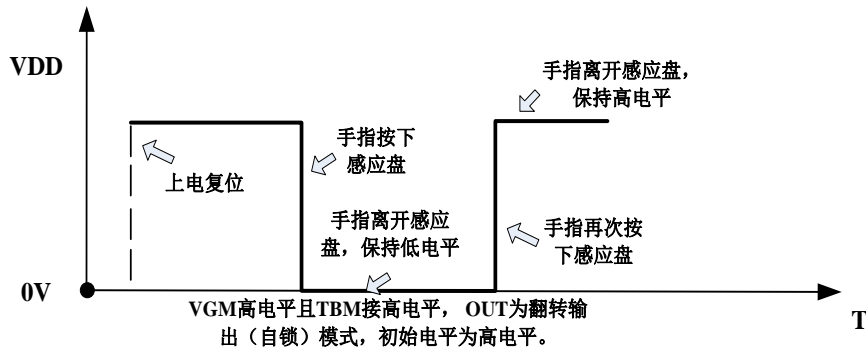 VDD
手指离开感应盘，
保持高电平
手指按下
感应盘
上电复位
手指离开感应
盘，保持低电平
手指再次按
下感应盘
0V
VGM高电平且TBM接高电平， OUT为翻转输
出（自锁）模式，初始电平为高电平。
T